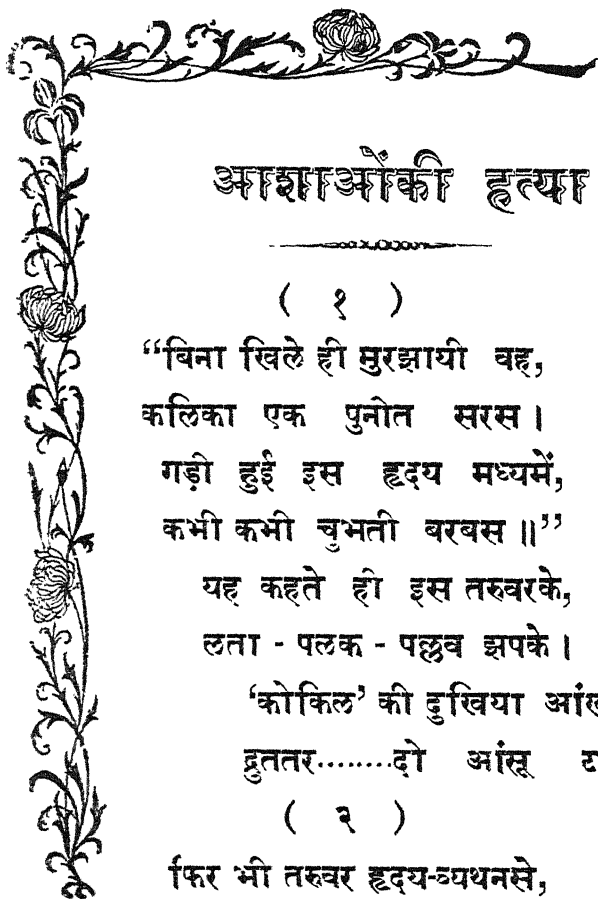 आशाओंकी हत्या
( १ )
“बिना खिले ही मुरझायी वह,
कलिका एक पुनोत सरस।
गड़ी हुई इस हृदय मध्यमें,
कभी कभी चुभती बरबस॥”
यह कहते ही इस तरुवरके,
लता - पलक - पल्लव झपके।
‘कोकिल’ की दुखिया
द्रुततर........दो आंसू
( २ )
फिर भी तरुवर हृदय-व्यथनसे,